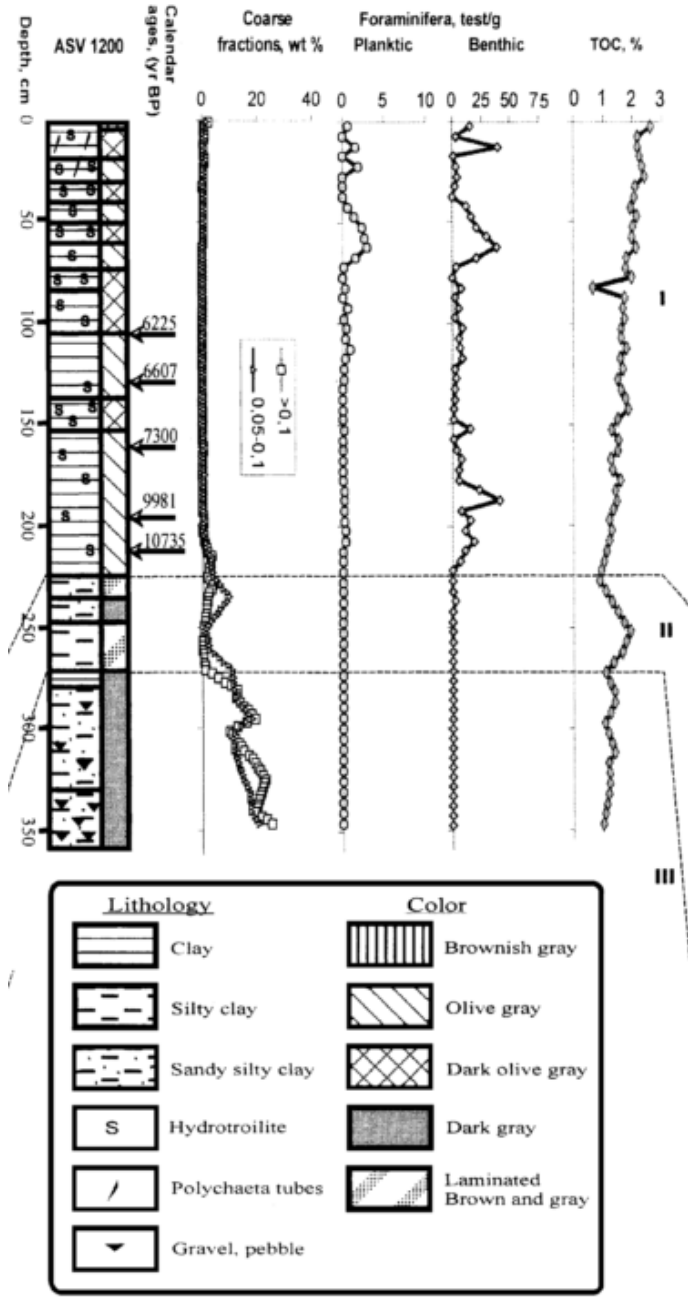 Depth, cm
ASV 1200
Calendar
ages, (yr BP)
Coarse
fractions, wt %
Foraminifera, test/g
Planktic
Benthic
TOC, %
0 20 40
0 5 10
0 25 50 75
0 1 2 3
0
50
100
150
200
250
300
350
S
6225
6607
7300
9981
10735
>0,1
0,05-0,1
I
II
III
Lithology
Color
Clay
Brownish gray
Silty clay
Olive gray
Sandy silty clay
Dark olive gray
S
Hydrotroilite
Dark gray
Polychaeta tubes
Laminated
Brown and gray
Gravel, pebble